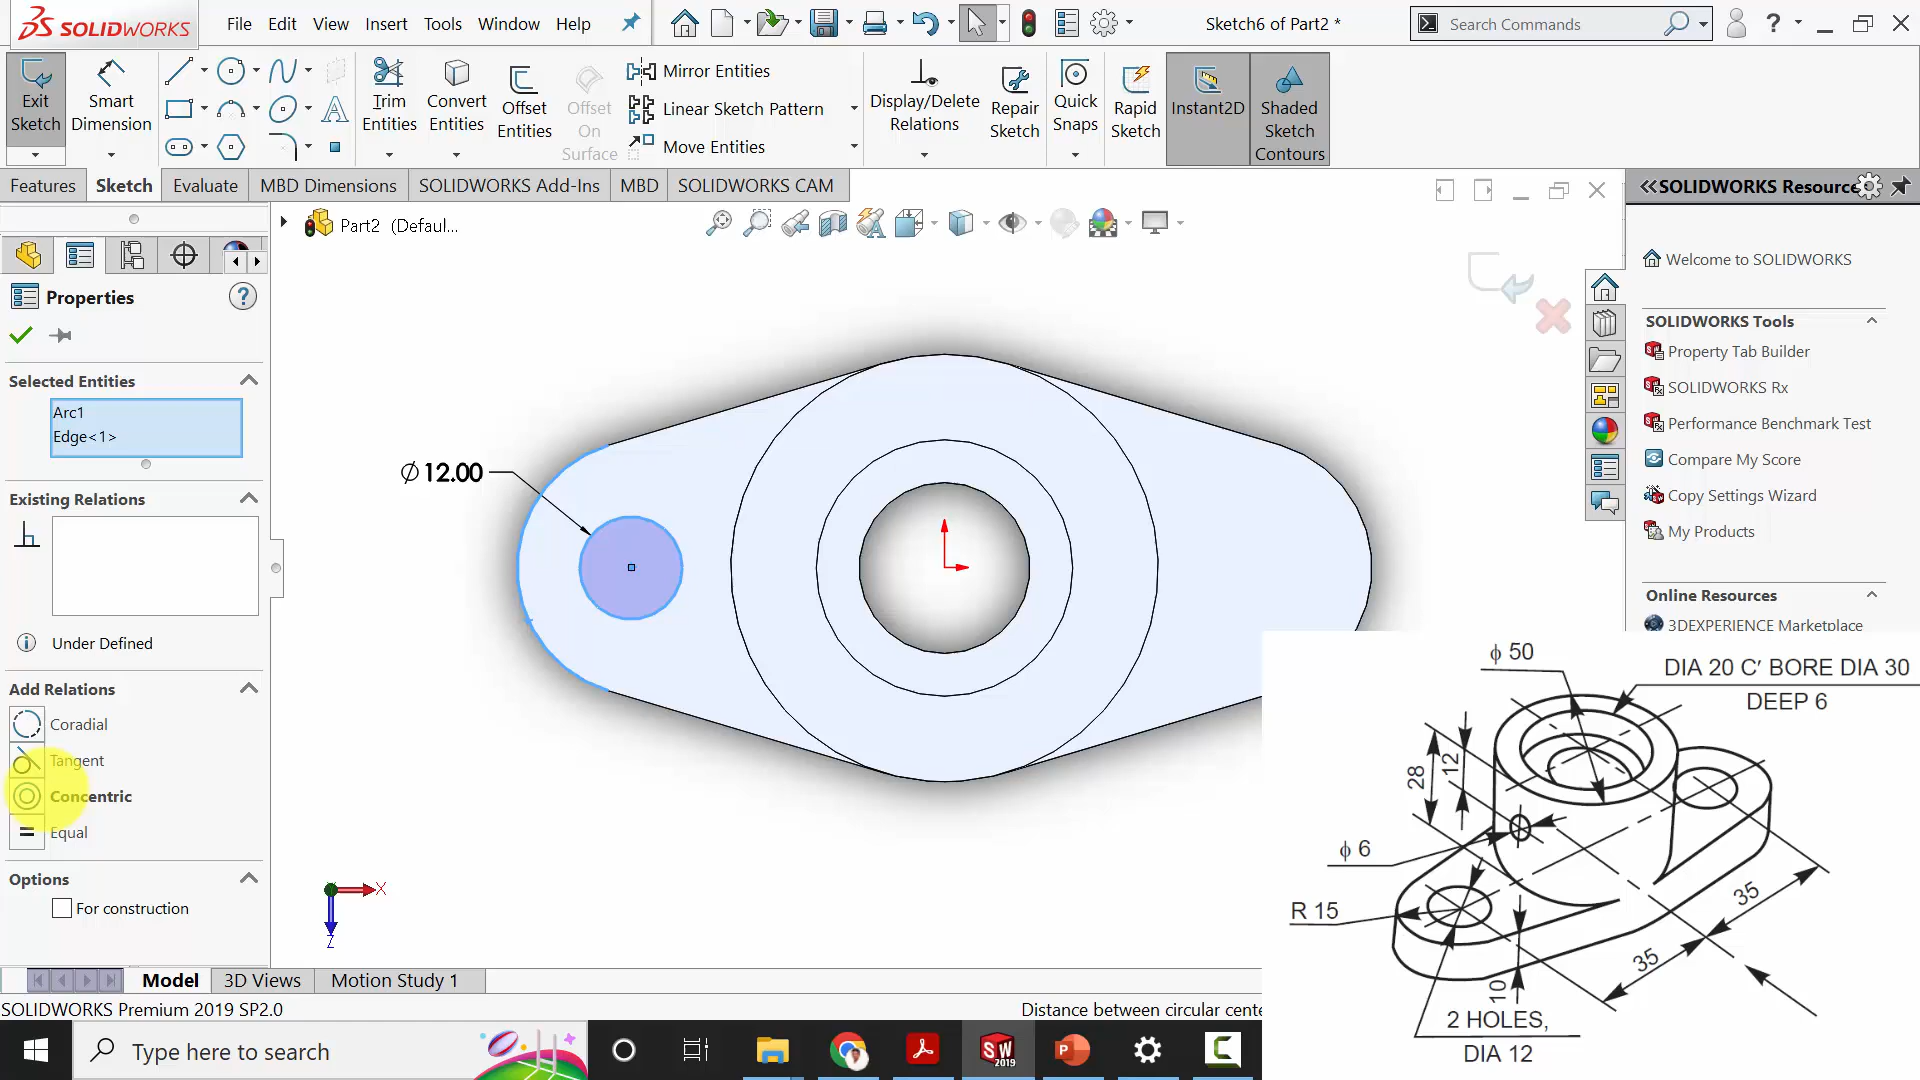 SOLIDWORKS
File Edit View Insert Tools Window Help
Sketch6 of Part2 *
Search Commands
Exit Sketch
Smart Dimension
Trim Entities
Convert Entities
Offset Entities
Offset On Surface
Mirror Entities
Linear Sketch Pattern
Move Entities
Display/Delete Relations
Repair Sketch
Quick Snaps
Rapid Sketch
Instant2D
Shaded Sketch Contours
Features Sketch Evaluate MBD Dimensions SOLIDWORKS Add-Ins MBD SOLIDWORKS CAM
Part2 (Defaul...
Properties
Selected Entities
Arc1
Edge<1>
Existing Relations
Under Defined
Add Relations
Coradial
Tangent
Concentric
Equal
Options
For construction
∅12.00
X
Z
SOLIDWORKS Resource
Welcome to SOLIDWORKS
SOLIDWORKS Tools
Property Tab Builder
SOLIDWORKS Rx
Performance Benchmark Test
Compare My Score
Copy Settings Wizard
My Products
Online Resources
3DEXPERIENCE Marketplace
ϕ 50
DIA 20 C′ BORE DIA 30
DEEP 6
28
12
ϕ 6
R 15
35
35
10
2 HOLES,
DIA 12
Model 3D Views Motion Study 1
SOLIDWORKS Premium 2019 SP2.0
Distance between circular cente
Type here to search
SW
2019